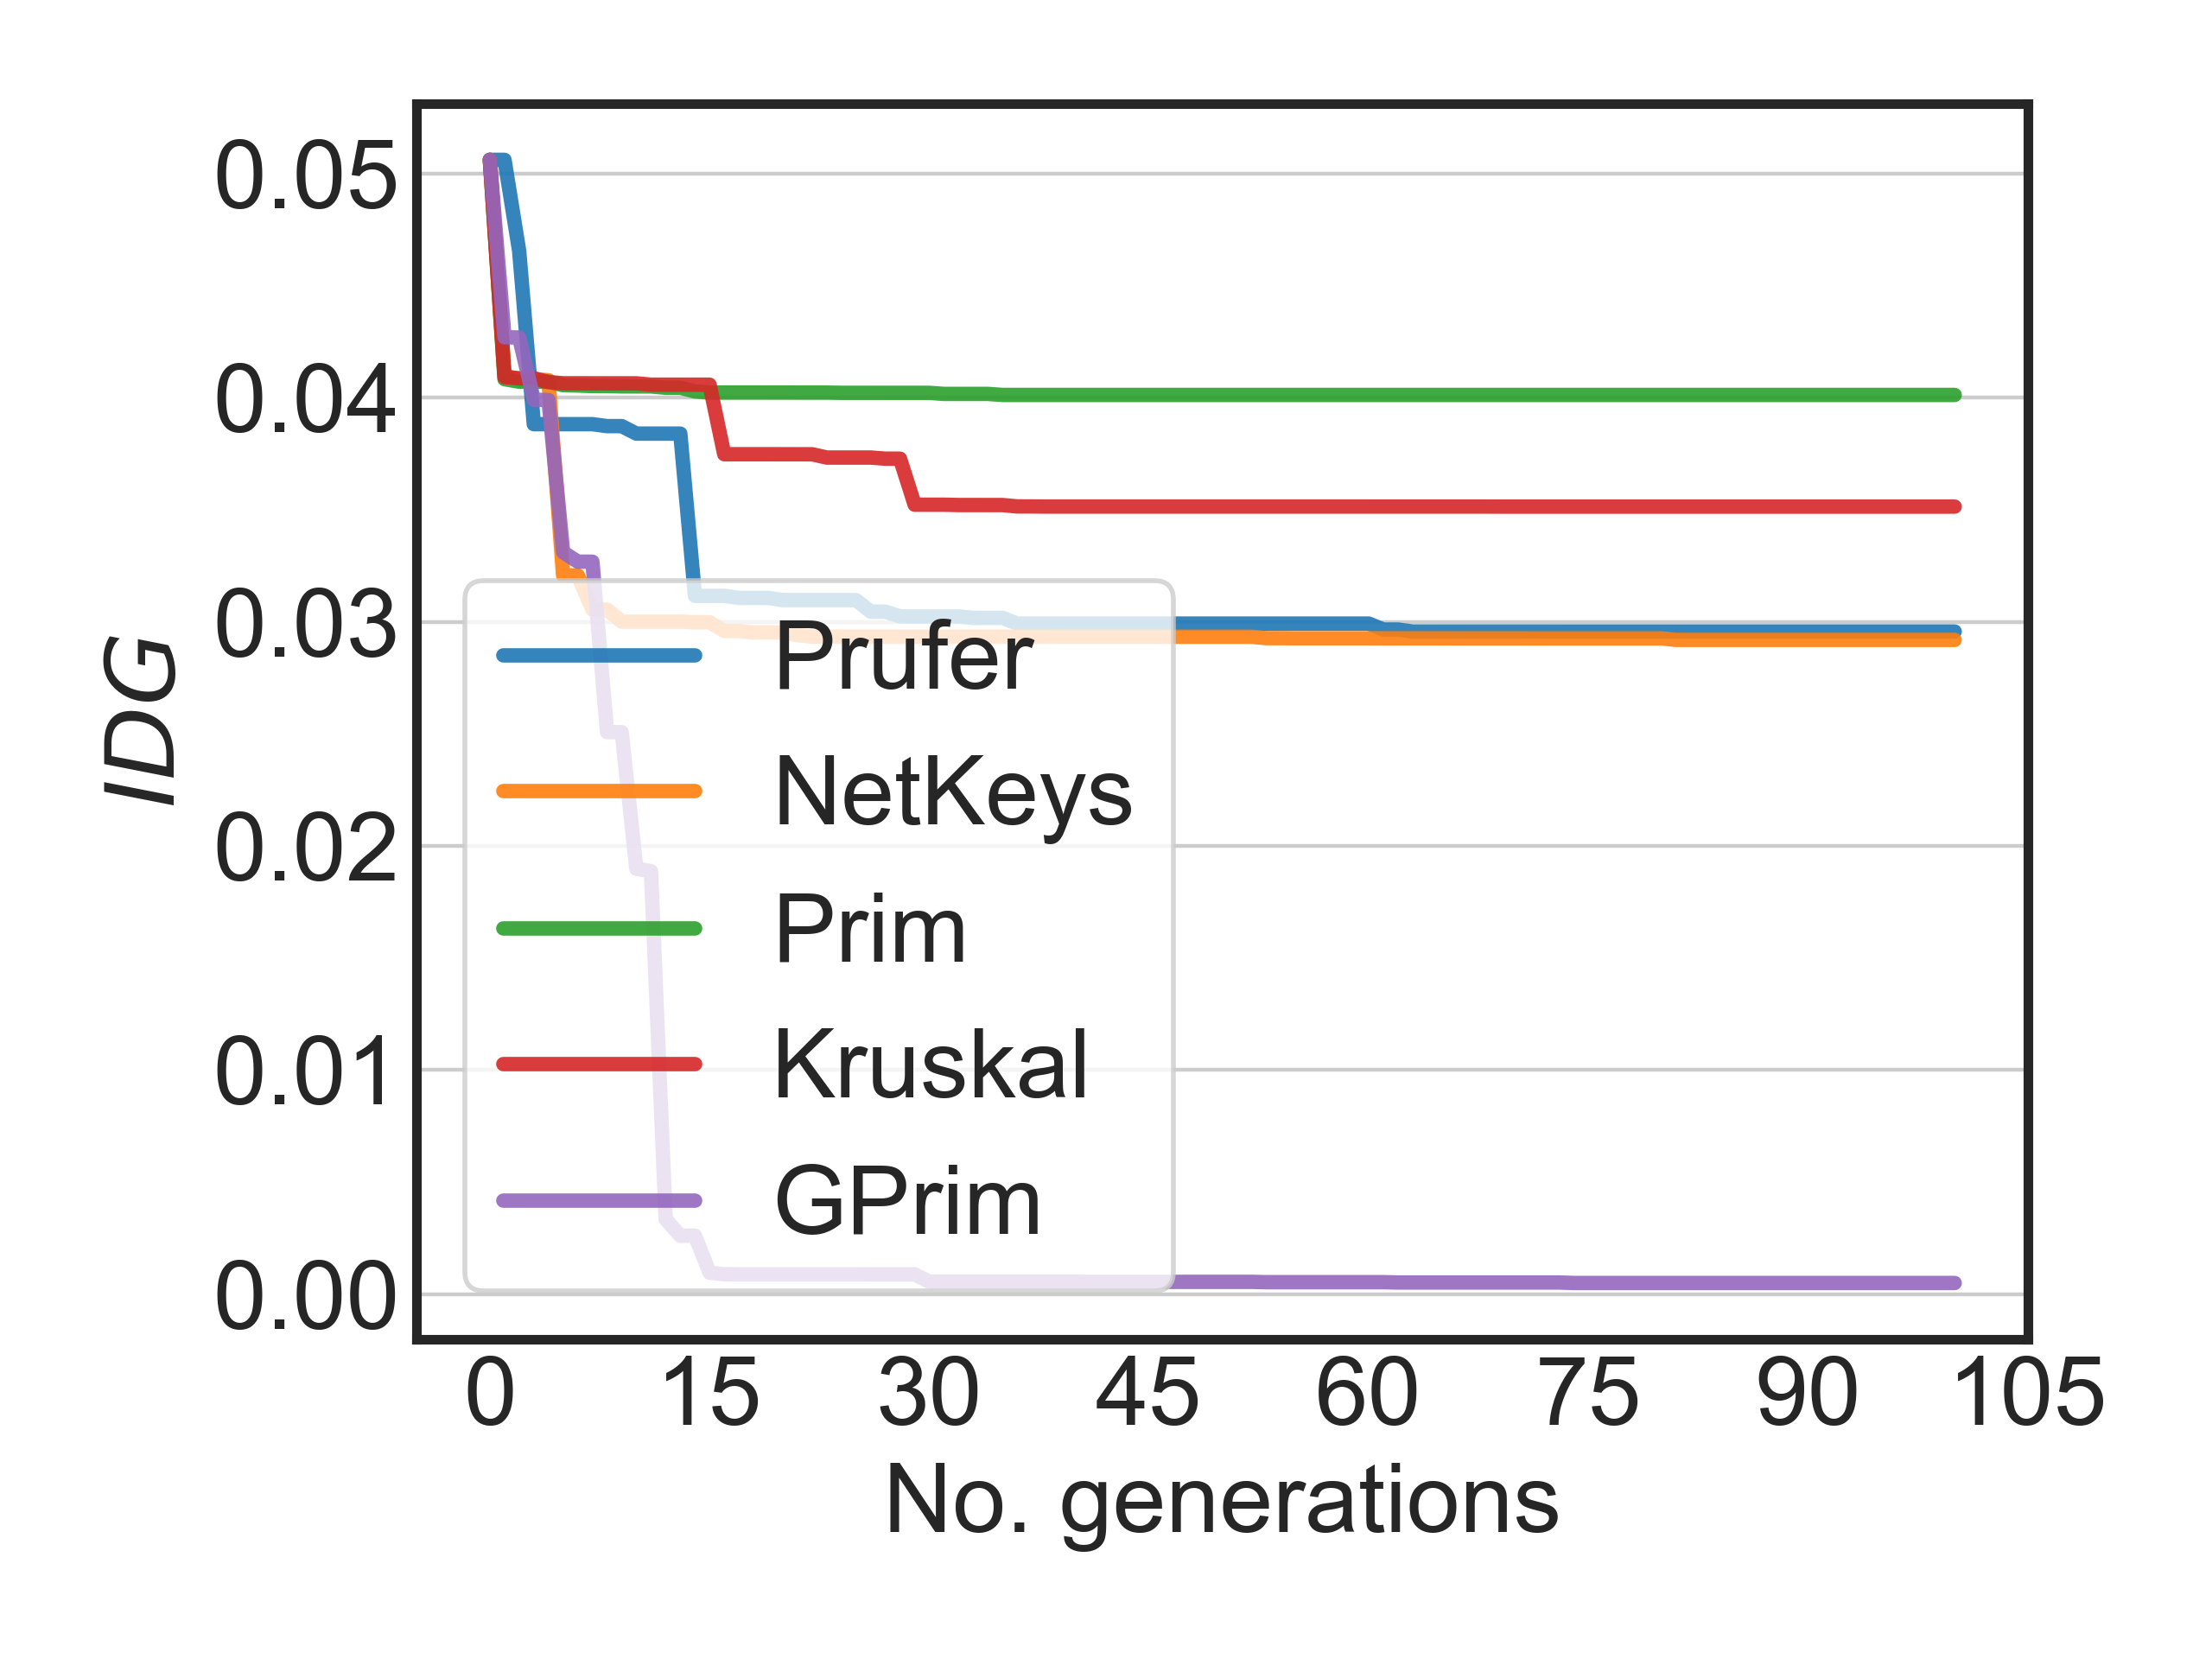 0.05
0.04
0.03
0.02
0.01
0.00
IDG
Prufer
NetKeys
Prim
Kruskal
GPrim
0 15 30 45 60 75 90 105
No. generations